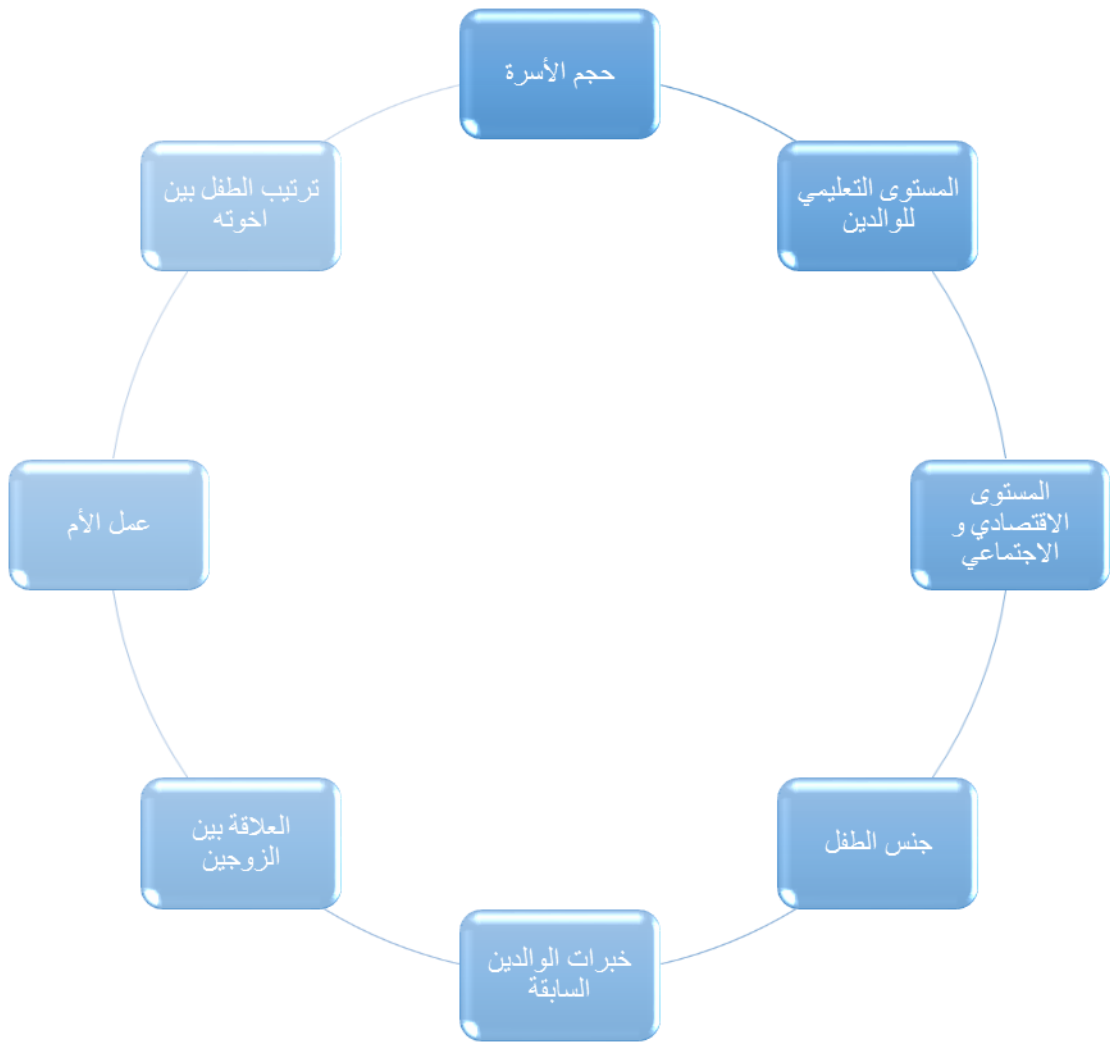 حجم الأسرة
المستوى التعليمي
للوالدين
المستوى
الاقتصادي و
الاجتماعي
جنس الطفل
خبرات الوالدين
السابقة
العلاقة بين
الزوجين
عمل الأم
ترتيب الطفل بين
اخوته